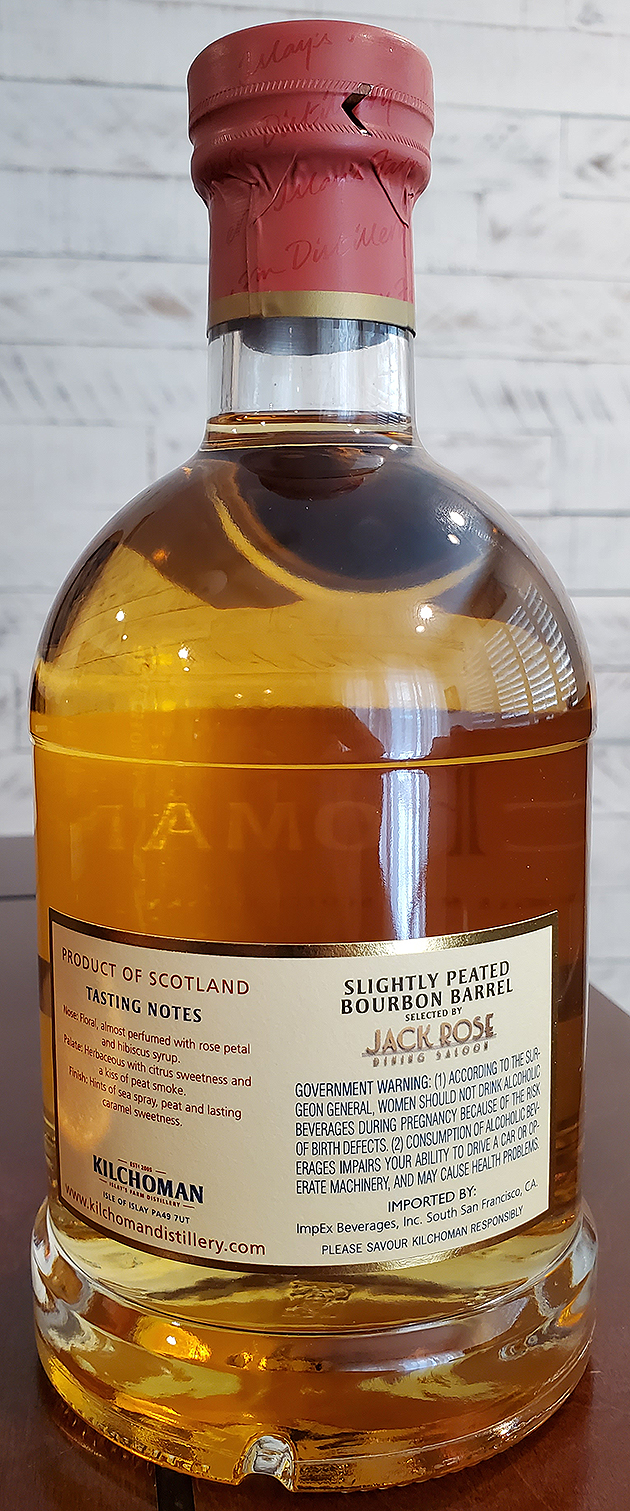 PRODUCT OF SCOTLAND
TASTING NOTES
Nose: Floral, almost perfumed with rose petal
and hibiscus syrup.
Palate: Herbaceous with citrus sweetness and
a kiss of peat smoke.
Finish: Hints of sea spray, peat and lasting
caramel sweetness.
EST 2005
KILCHOMAN
ISLAY'S FARM DISTILLERY
ISLE OF ISLAY PA49 7UT
www.kilchomandistillery.com
SLIGHTLY PEATED
BOURBON BARREL
SELECTED BY
JACK ROSE
DINING SALOON
GOVERNMENT WARNING: (1) ACCORDING TO THE SUR-
GEON GENERAL, WOMEN SHOULD NOT DRINK ALCOHOLIC
BEVERAGES DURING PREGNANCY BECAUSE OF THE RISK
OF BIRTH DEFECTS. (2) CONSUMPTION OF ALCOHOLIC BEV-
ERAGES IMPAIRS YOUR ABILITY TO DRIVE A CAR OR OP-
ERATE MACHINERY, AND MAY CAUSE HEALTH PROBLEMS.
IMPORTED BY:
ImpEx Beverages, Inc. South San Francisco, CA.
PLEASE SAVOUR KILCHOMAN RESPONSIBLY